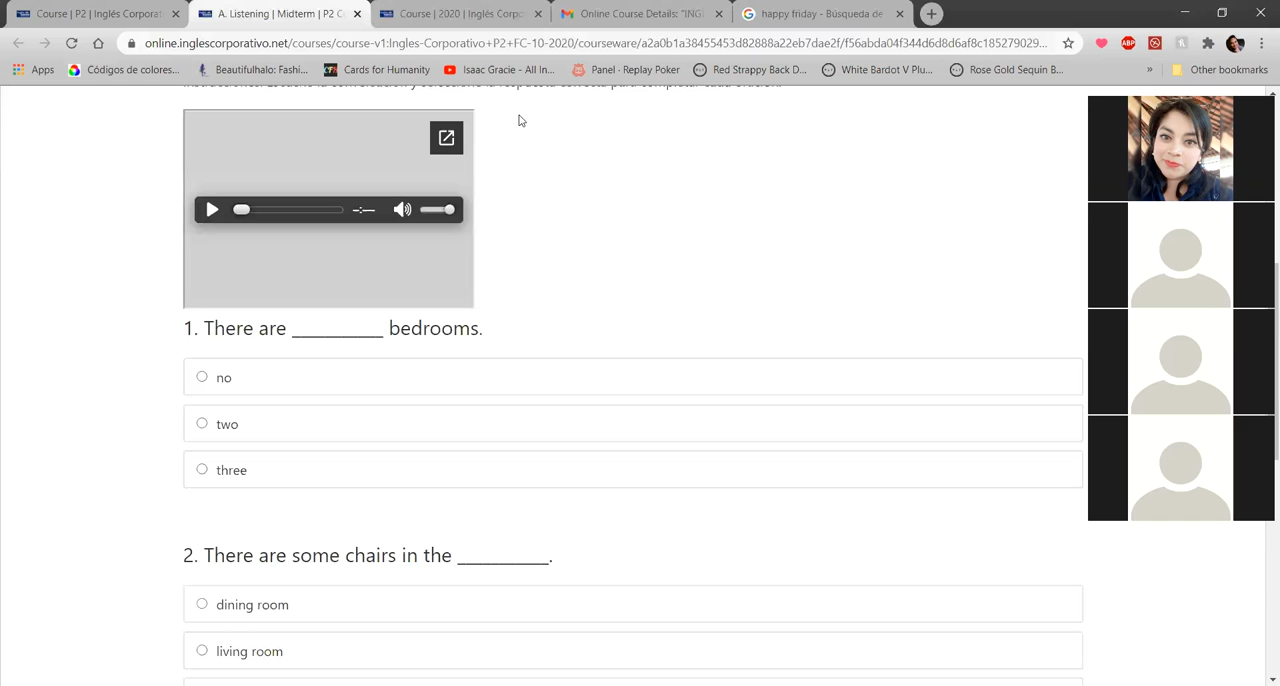 Course | P2 | Inglés Corporat
A. Listening | Midterm | P2 C
Course | 2020 | Inglés Corpo
Online Course Details: "INGL
happy friday - Búsqueda de
online.inglescorporativo.net/courses/course-v1:Ingles-Corporativo+P2+FC-10-2020/courseware/a2a0b1a38455453d82888a22eb7dae2f/f56abda04f344d6d8d6af8c185279029...
ABP
Apps
Códigos de colores...
Beautifulhalo: Fashi...
Cards for Humanity
Isaac Gracie - All In...
Panel · Replay Poker
Red Strappy Back D...
White Bardot V Plu...
Rose Gold Sequin B...
»
Other bookmarks
-:--
1. There are __________ bedrooms.
no
two
three
2. There are some chairs in the __________.
dining room
living room